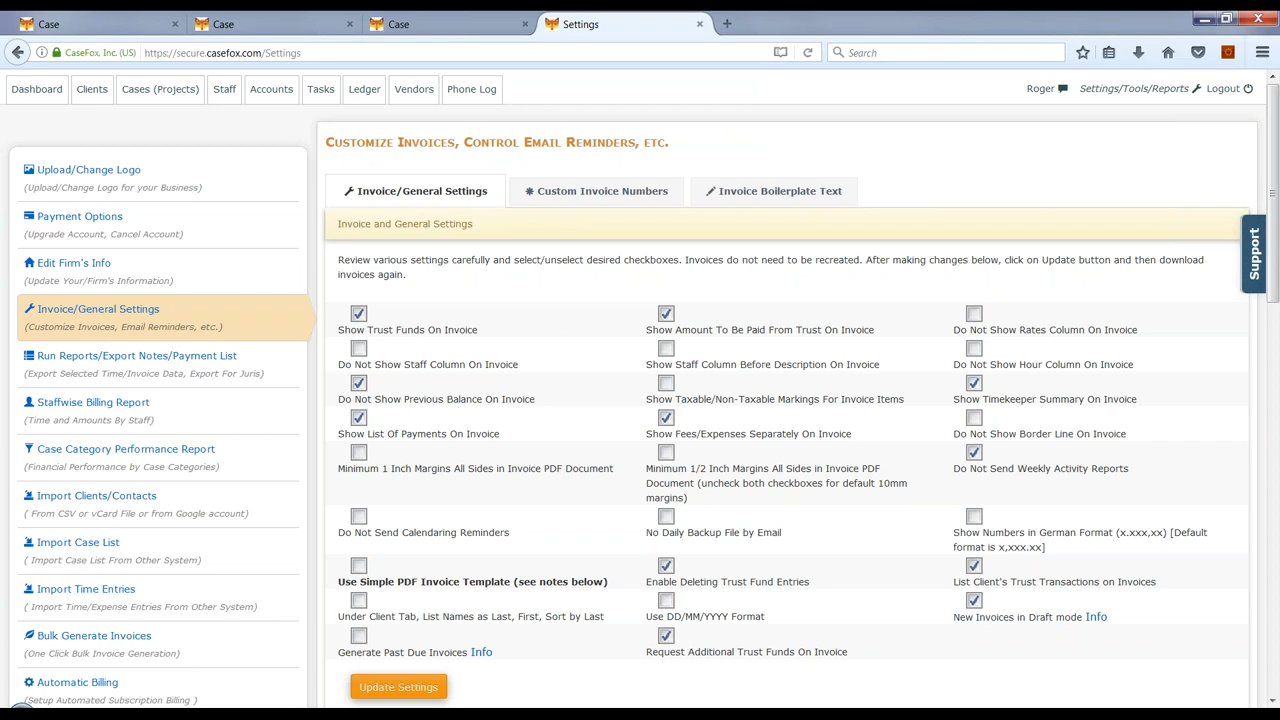 Case
Case
Case
Settings
CaseFox, Inc. (US)
https://secure.casefox.com/Settings
Search
Dashboard
Clients
Cases (Projects)
Staff
Accounts
Tasks
Ledger
Vendors
Phone Log
Roger
Settings/Tools/Reports
Logout
Upload/Change Logo
(Upload/Change Logo for your Business)
Payment Options
(Upgrade Account, Cancel Account)
Edit Firm's Info
(Update Your/Firm's Information)
Invoice/General Settings
(Customize Invoices, Email Reminders, etc.)
Run Reports/Export Notes/Payment List
(Export Selected Time/Invoice Data, Export For Juris)
Staffwise Billing Report
(Time and Amounts By Staff)
Case Category Performance Report
(Financial Performance by Case Categories)
Import Clients/Contacts
( From CSV or vCard File or from Google account)
Import Case List
( Import Case List From Other System)
Import Time Entries
( Import Time/Expense Entries From Other System)
Bulk Generate Invoices
(One Click Bulk Invoice Generation)
Automatic Billing
(Setup Automated Subscription Billing )
Customize Invoices, Control Email Reminders, etc.
Invoice/General Settings
Custom Invoice Numbers
Invoice Boilerplate Text
Invoice and General Settings
Review various settings carefully and select/unselect desired checkboxes. Invoices do not need to be recreated. After making changes below, click on Update button and then download
invoices again.
Show Trust Funds On Invoice
Show Amount To Be Paid From Trust On Invoice
Do Not Show Rates Column On Invoice
Do Not Show Staff Column On Invoice
Show Staff Column Before Description On Invoice
Do Not Show Hour Column On Invoice
Do Not Show Previous Balance On Invoice
Show Taxable/Non-Taxable Markings For Invoice Items
Show Timekeeper Summary On Invoice
Show List Of Payments On Invoice
Show Fees/Expenses Separately On Invoice
Do Not Show Border Line On Invoice
Minimum 1 Inch Margins All Sides in Invoice PDF Document
Minimum 1/2 Inch Margins All Sides in Invoice PDF
Document (uncheck both checkboxes for default 10mm
margins)
Do Not Send Weekly Activity Reports
Do Not Send Calendaring Reminders
No Daily Backup File by Email
Show Numbers in German Format (x.xxx,xx) [Default
format is x,xxx.xx]
Use Simple PDF Invoice Template (see notes below)
Enable Deleting Trust Fund Entries
List Client's Trust Transactions on Invoices
Under Client Tab, List Names as Last, First, Sort by Last
Use DD/MM/YYYY Format
New Invoices in Draft mode Info
Generate Past Due Invoices Info
Request Additional Trust Funds On Invoice
Update Settings
Support